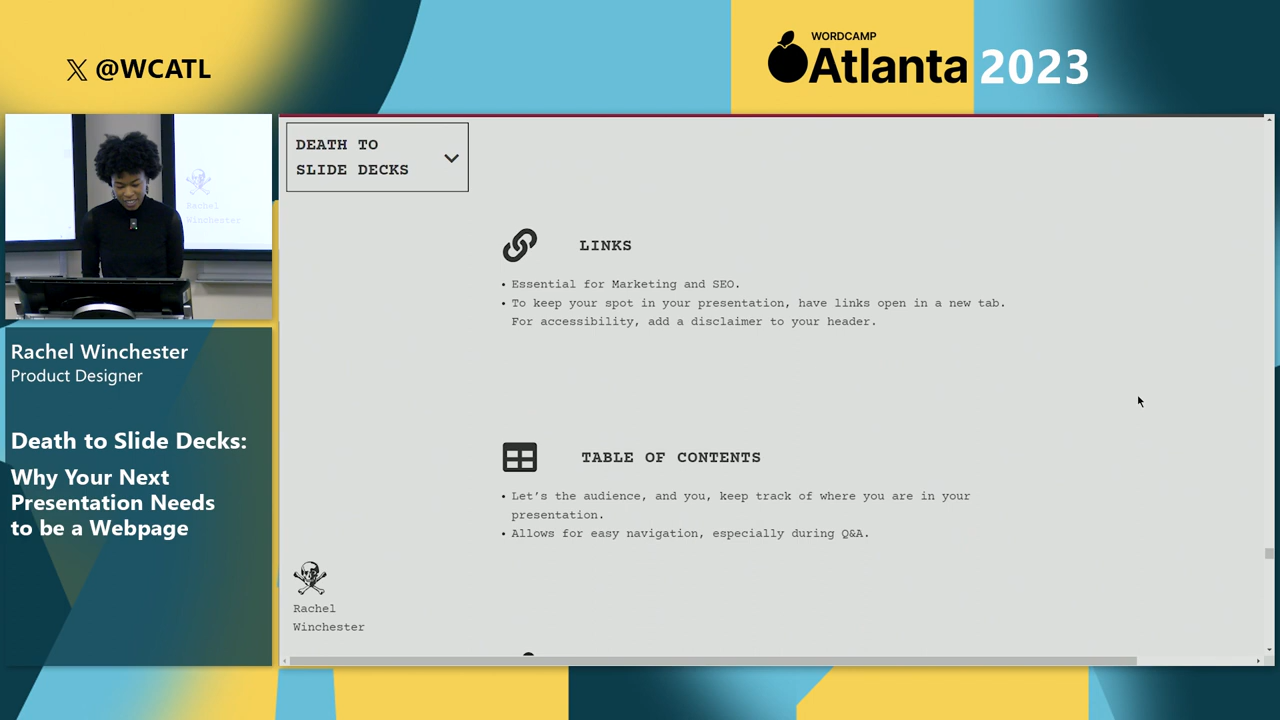 𝕏 @WCATL
WORDCAMP
Atlanta 2023
DEATH TO
SLIDE DECKS
LINKS
• Essential for Marketing and SEO.
• To keep your spot in your presentation, have links open in a new tab.
For accessibility, add a disclaimer to your header.
TABLE OF CONTENTS
• Let’s the audience, and you, keep track of where you are in your
presentation.
• Allows for easy navigation, especially during Q&A.
Rachel
Winchester
Rachel
Winchester
Rachel Winchester
Product Designer
Death to Slide Decks:
Why Your Next
Presentation Needs
to be a Webpage